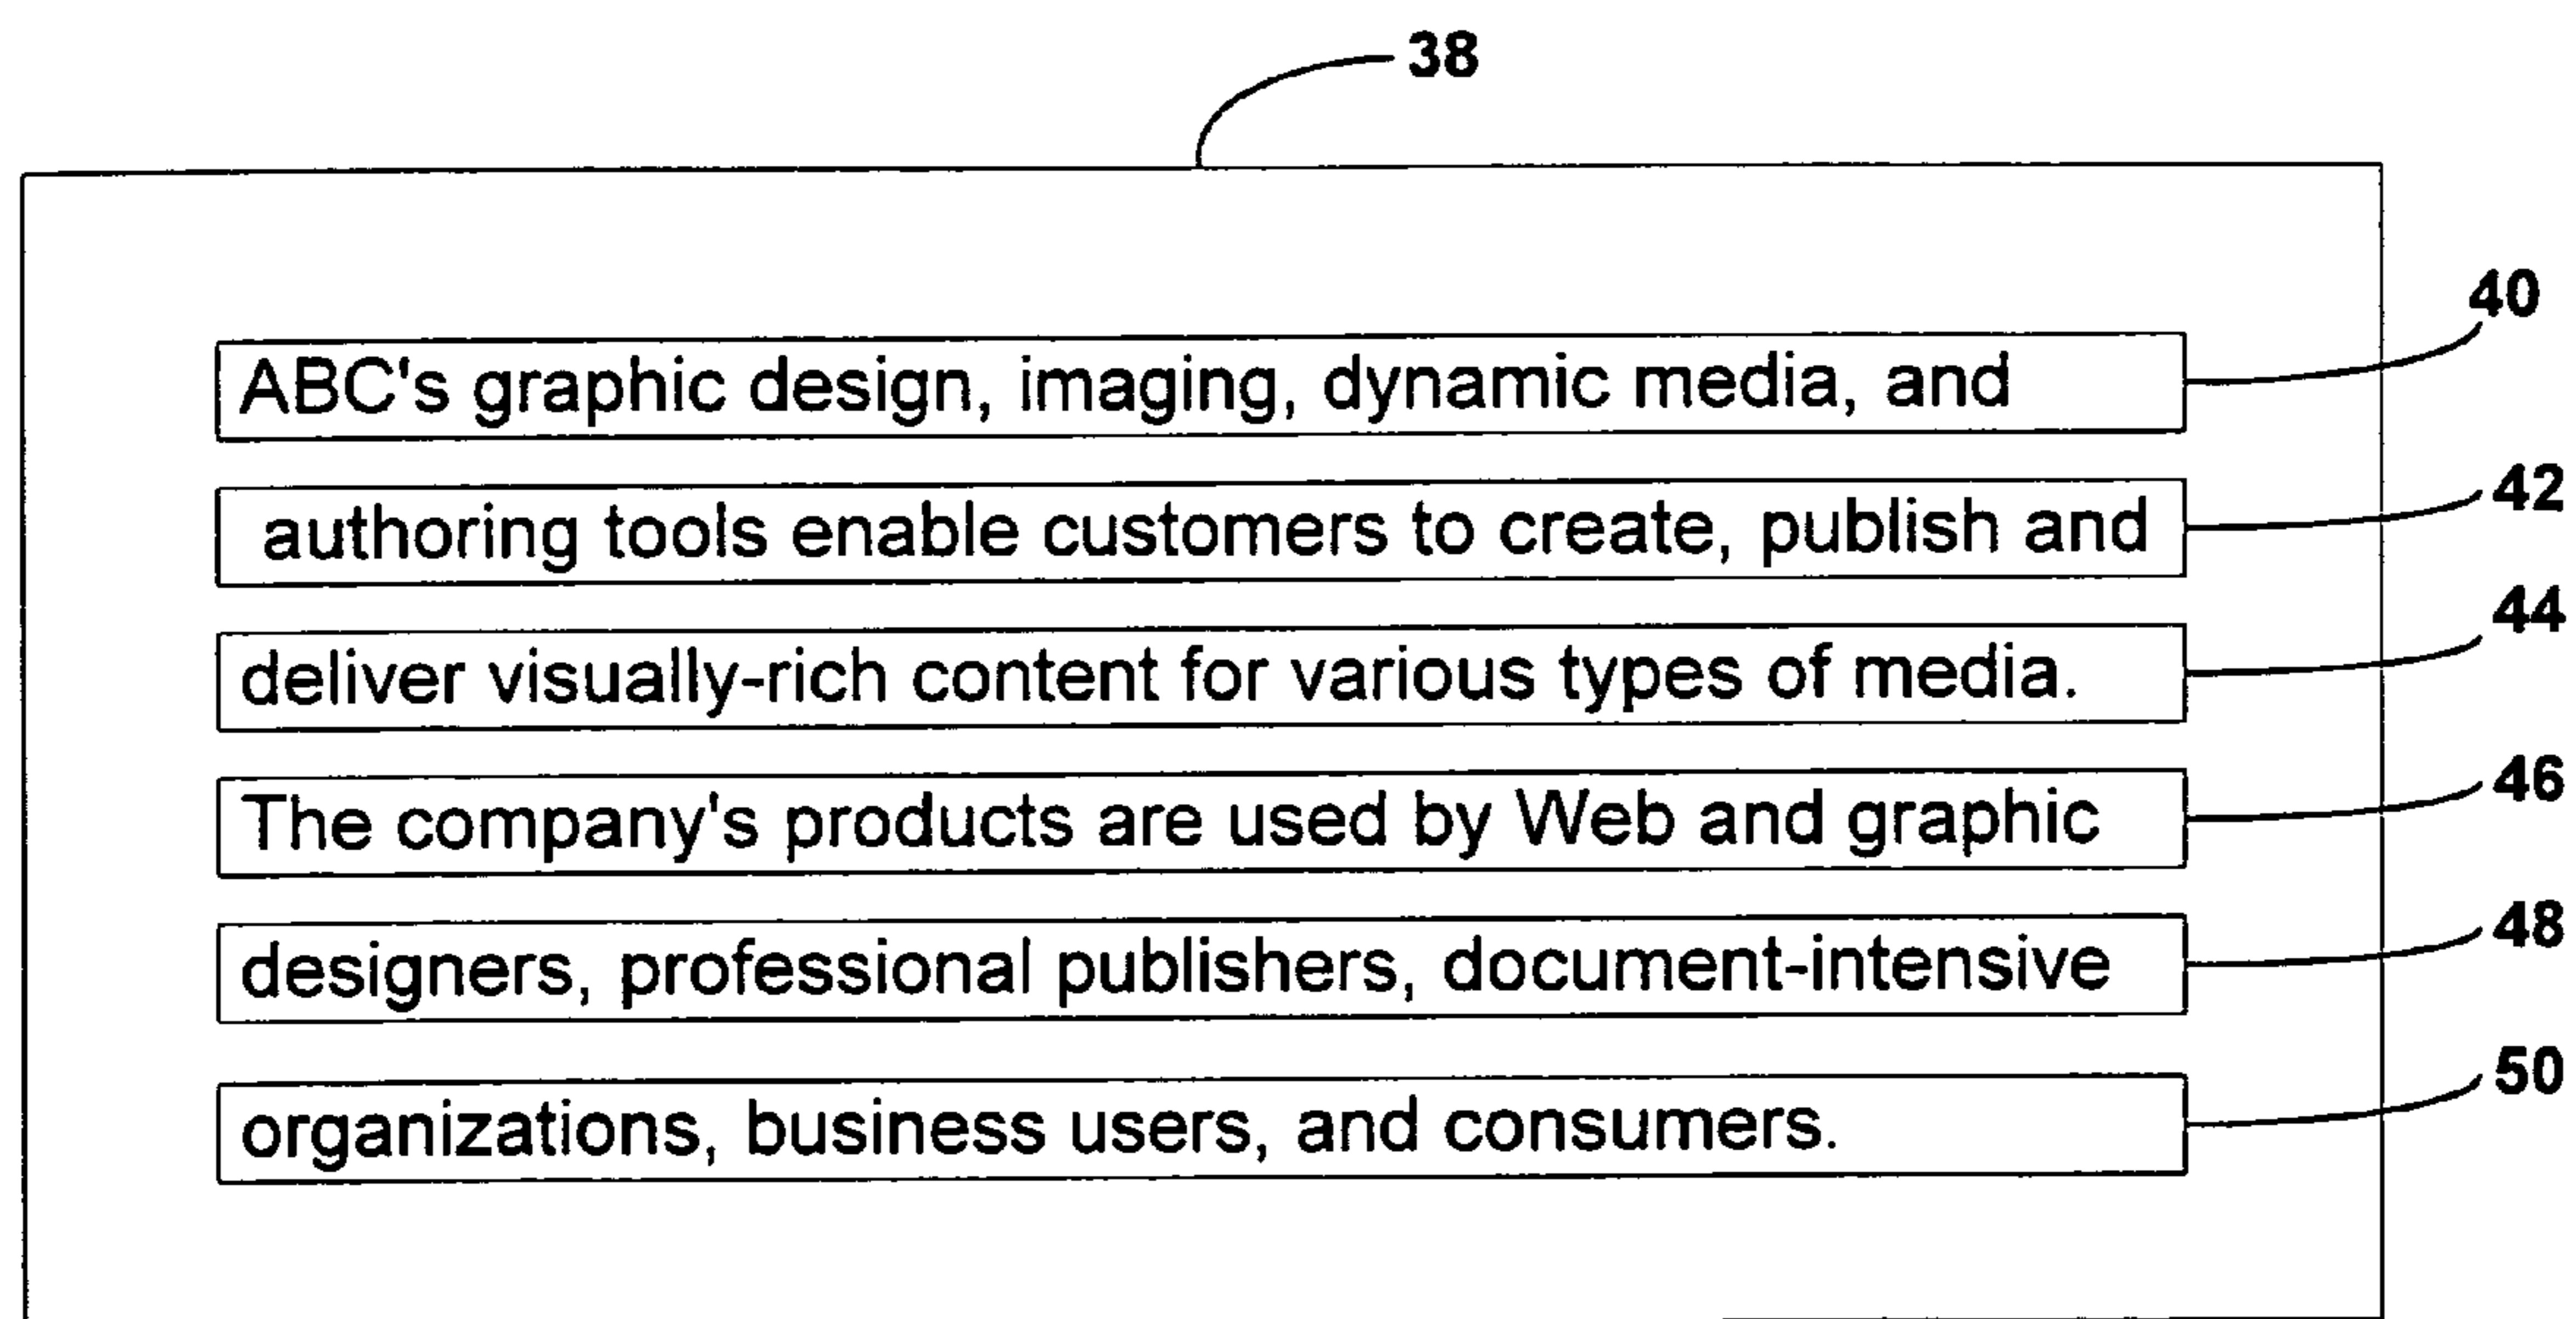 38
ABC's graphic design, imaging, dynamic media, and
40
authoring tools enable customers to create, publish and
42
deliver visually-rich content for various types of media.
44
The company's products are used by Web and graphic
46
designers, professional publishers, document-intensive
48
organizations, business users, and consumers.
50